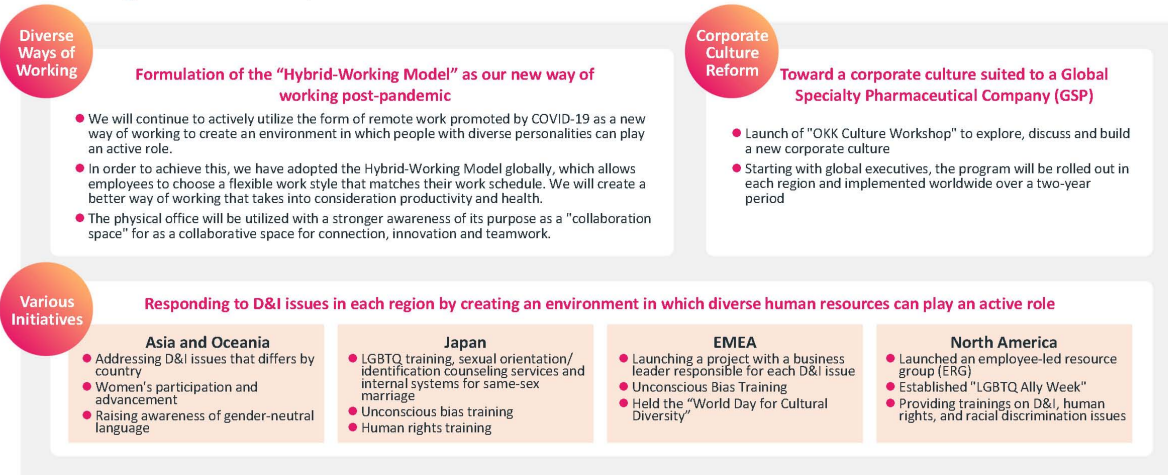 Diverse
Ways of
Working
Formulation of the “Hybrid-Working Model” as our new way of
working post-pandemic
We will continue to actively utilize the form of remote work promoted by COVID-19 as a new
way of working to create an environment in which people with diverse personalities can play
an active role.
In order to achieve this, we have adopted the Hybrid-Working Model globally, which allows
employees to choose a flexible work style that matches their work schedule. We will create a
better way of working that takes into consideration productivity and health.
The physical office will be utilized with a stronger awareness of its purpose as a "collaboration
space" for as a collaborative space for connection, innovation and teamwork.
Corporate
Culture
Reform
Toward a corporate culture suited to a Global
Specialty Pharmaceutical Company (GSP)
Launch of "OKK Culture Workshop" to explore, discuss and build
a new corporate culture
Starting with global executives, the program will be rolled out in
each region and implemented worldwide over a two-year
period
Various
Initiatives
Responding to D&I issues in each region by creating an environment in which diverse human resources can play an active role
Asia and Oceania
Addressing D&I issues that differs by
country
Women's participation and
advancement
Raising awareness of gender-neutral
language
Japan
LGBTQ training, sexual orientation/
identification counseling services and
internal systems for same-sex
marriage
Unconscious bias training
Human rights training
EMEA
Launching a project with a business
leader responsible for each D&I issue
Unconscious Bias Training
Held the “World Day for Cultural
Diversity”
North America
Launched an employee-led resource
group (ERG)
Established "LGBTQ Ally Week"
Providing trainings on D&I, human
rights, and racial discrimination issues